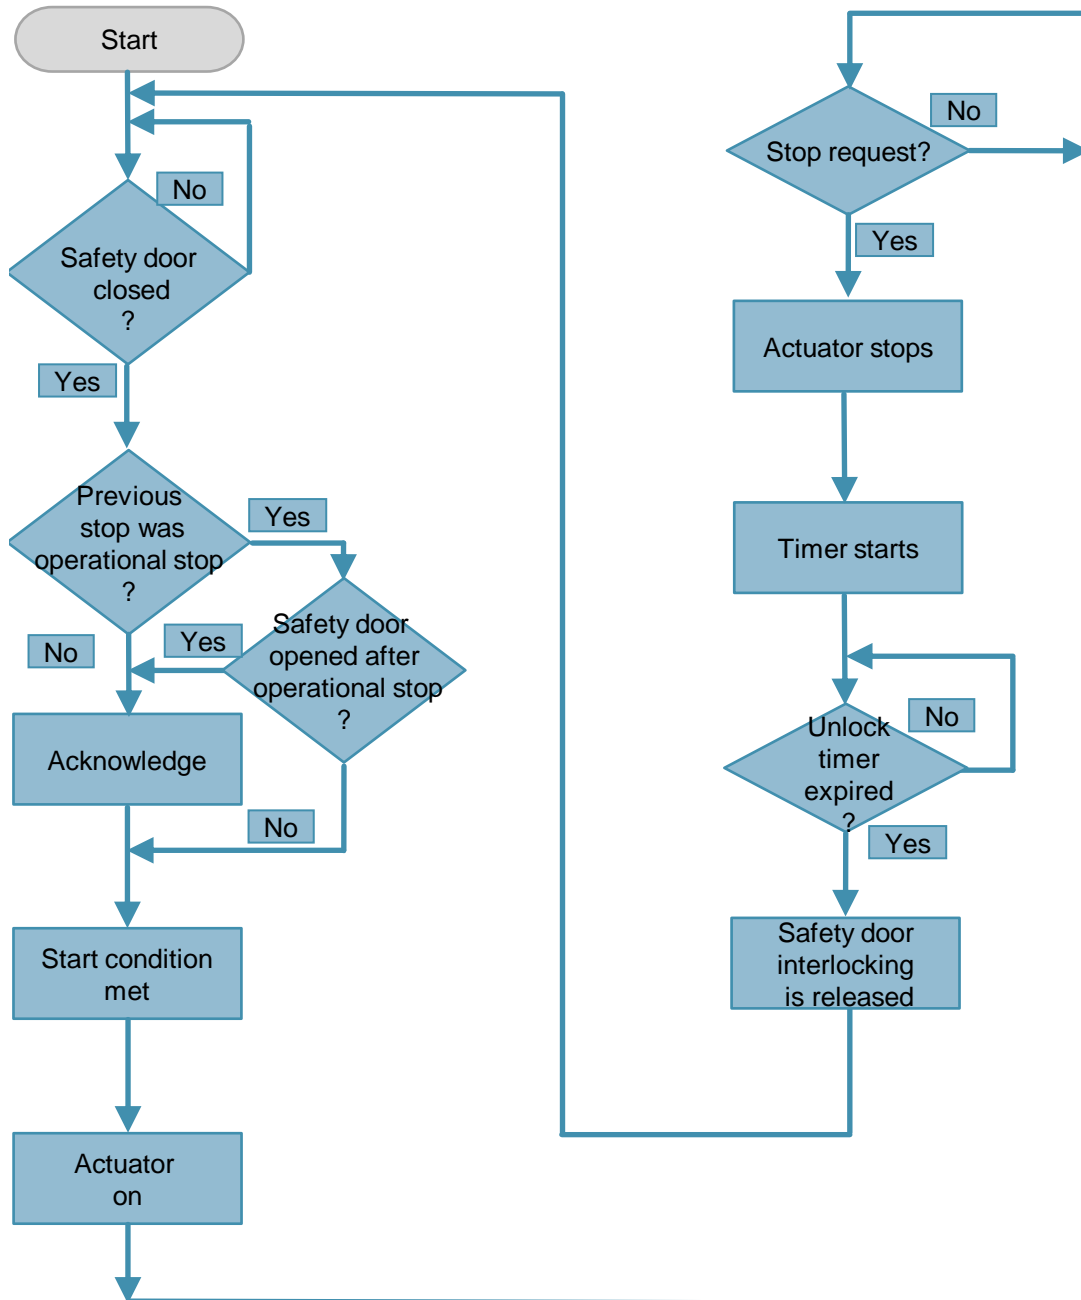 Start
No
Safety door
closed
?
Yes
Previous
stop was
operational stop
?
Yes
No
Yes
Safety door
opened after
operational stop
?
Acknowledge
No
Start condition
met
Actuator
on
No
Stop request?
Yes
Actuator stops
Timer starts
No
Unlock
timer
expired
?
Yes
Safety door
interlocking
is released